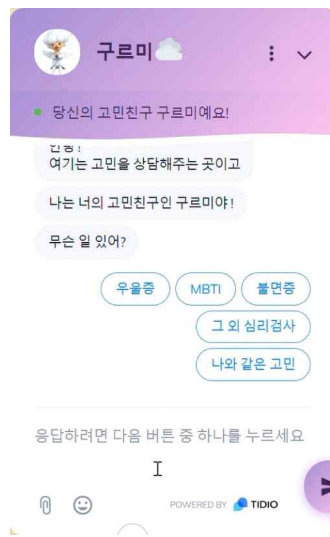 구르미
당신의 고민친구 구르미예요!
안녕!
여기는 고민을 상담해주는 곳이고
나는 너의 고민친구인 구르미야!
무슨 일 있어?
우울증 MBTI 불면증
그 외 심리검사
나와 같은 고민
응답하려면 다음 버튼 중 하나를 누르세요
POWERED BY TIDIO